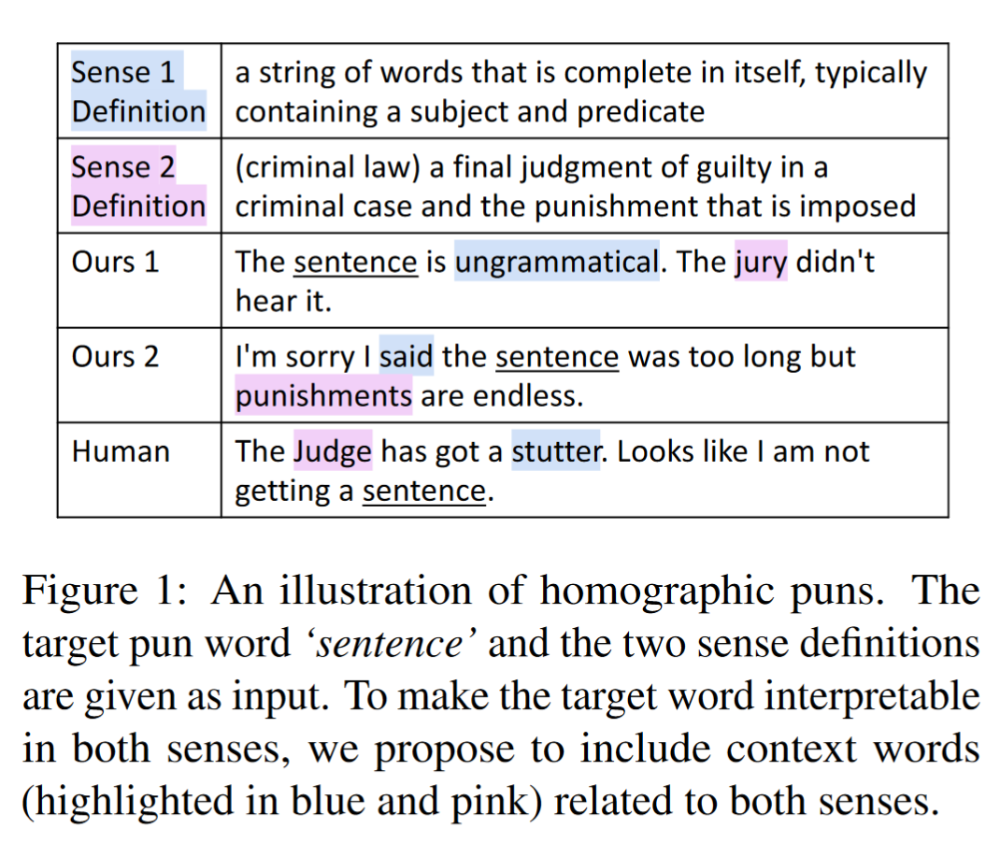 Sense 1 Definition
a string of words that is complete in itself, typically
containing a subject and predicate
Sense 2 Definition
(criminal law) a final judgment of guilty in a
criminal case and the punishment that is imposed
Ours 1
The sentence is ungrammatical. The jury didn't
hear it.
Ours 2
I'm sorry I said the sentence was too long but
punishments are endless.
Human
The Judge has got a stutter. Looks like I am not
getting a sentence.
Figure 1: An illustration of homographic puns. The
target pun word ‘sentence’ and the two sense definitions
are given as input. To make the target word interpretable
in both senses, we propose to include context words
(highlighted in blue and pink) related to both senses.